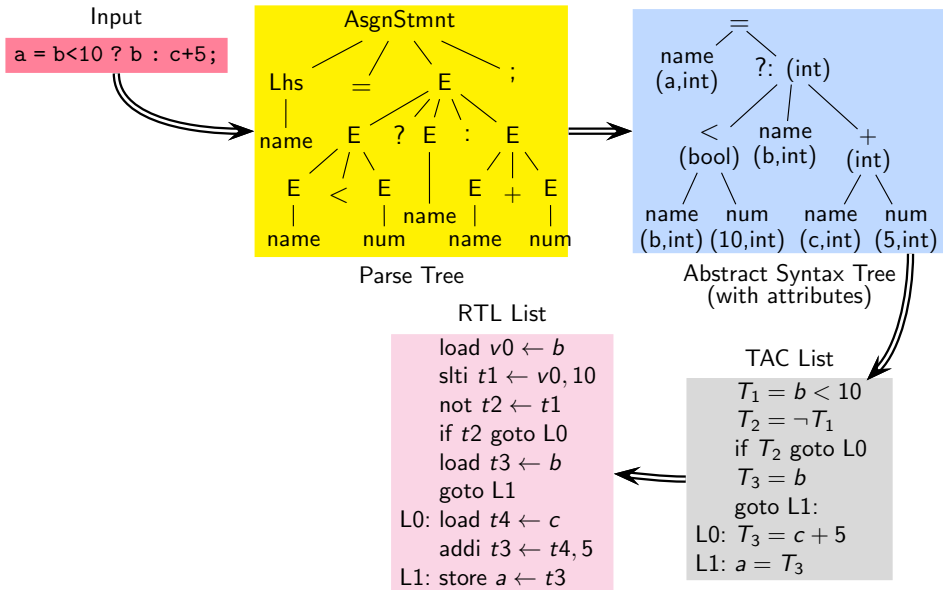 Input
a = b<10 ? b : c+5;
AsgnStmnt
Lhs = E ;
name E ? E : E
E < E name E + E
name num name num
Parse Tree
=
name ?: (int)
(a,int)
< name +
(bool) (b,int) (int)
name num name num
(b,int) (10,int) (c,int) (5,int)
Abstract Syntax Tree
(with attributes)
TAC List
T₁ = b < 10
T₂ = ¬T₁
if T₂ goto L0
T₃ = b
goto L1:
L0: T₃ = c + 5
L1: a = T₃
RTL List
load v0 ← b
slti t1 ← v0, 10
not t2 ← t1
if t2 goto L0
load t3 ← b
goto L1
L0: load t4 ← c
addi t3 ← t4, 5
L1: store a ← t3